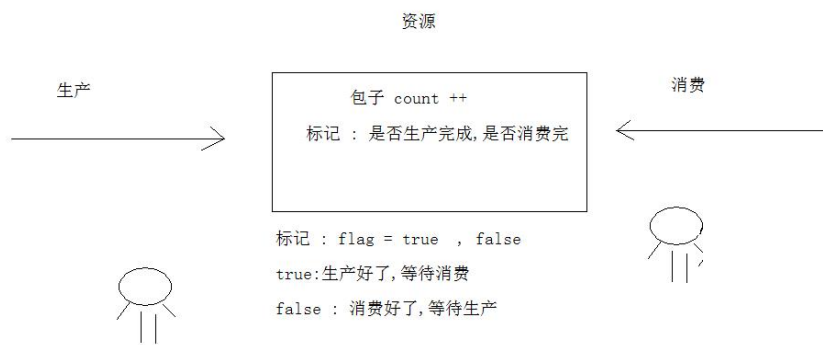 资源
生产
消费
包子 count ++
标记 : 是否生产完成,是否消费完
标记 : flag = true , false
true:生产好了,等待消费
false : 消费好了,等待生产